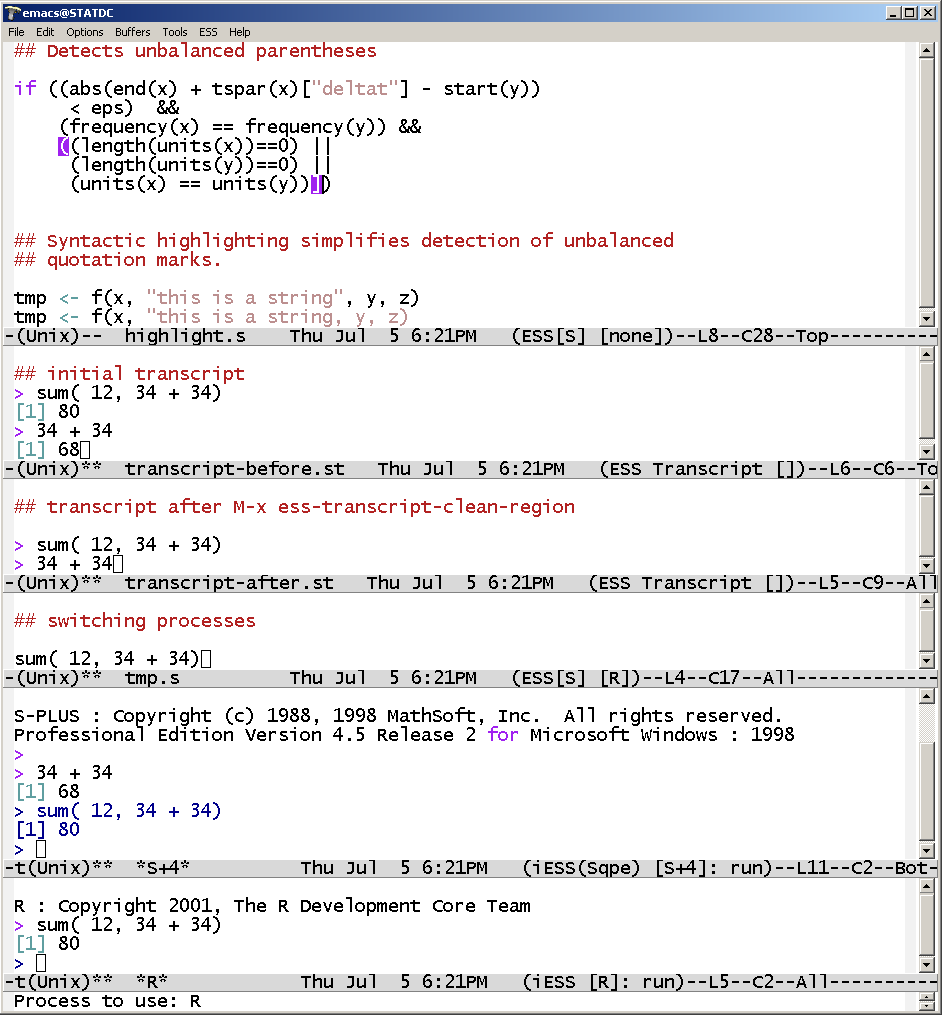 emacs@STATDC
File Edit Options Buffers Tools ESS Help
## Detects unbalanced parentheses
if ((abs(end(x) + tspar(x)["deltat"] - start(y))
     < eps)  &&
    (frequency(x) == frequency(y)) &&
    ((length(units(x))==0) ||
     (length(units(y))==0) ||
     (units(x) == units(y))])
## Syntactic highlighting simplifies detection of unbalanced
## quotation marks.
tmp <- f(x, "this is a string", y, z)
tmp <- f(x, "this is a string, y, z)
-(Unix)--  highlight.s    Thu Jul  5 6:21PM   (ESS[S] [none])--L8--C28--Top----------
## initial transcript
> sum( 12, 34 + 34)
[1] 80
> 34 + 34
[1] 68
-(Unix)**  transcript-before.st   Thu Jul  5 6:21PM   (ESS Transcript [])--L6--C6--To
## transcript after M-x ess-transcript-clean-region
> sum( 12, 34 + 34)
> 34 + 34
-(Unix)**  transcript-after.st   Thu Jul  5 6:21PM   (ESS Transcript [])--L5--C9--All
## switching processes
sum( 12, 34 + 34)
-(Unix)**  tmp.s          Thu Jul  5 6:21PM   (ESS[S] [R])--L4--C17--All-------------
S-PLUS : Copyright (c) 1988, 1998 MathSoft, Inc.  All rights reserved.
Professional Edition Version 4.5 Release 2 for Microsoft Windows : 1998
>
> 34 + 34
[1] 68
> sum( 12, 34 + 34)
[1] 80
>
-t(Unix)**  *S+4*          Thu Jul  5 6:21PM   (iESS(Sqpe) [S+4]: run)--L11--C2--Bot-
R : Copyright 2001, The R Development Core Team
> sum( 12, 34 + 34)
[1] 80
>
-t(Unix)**  *R*            Thu Jul  5 6:21PM   (iESS [R]: run)--L5--C2--All----------
Process to use: R